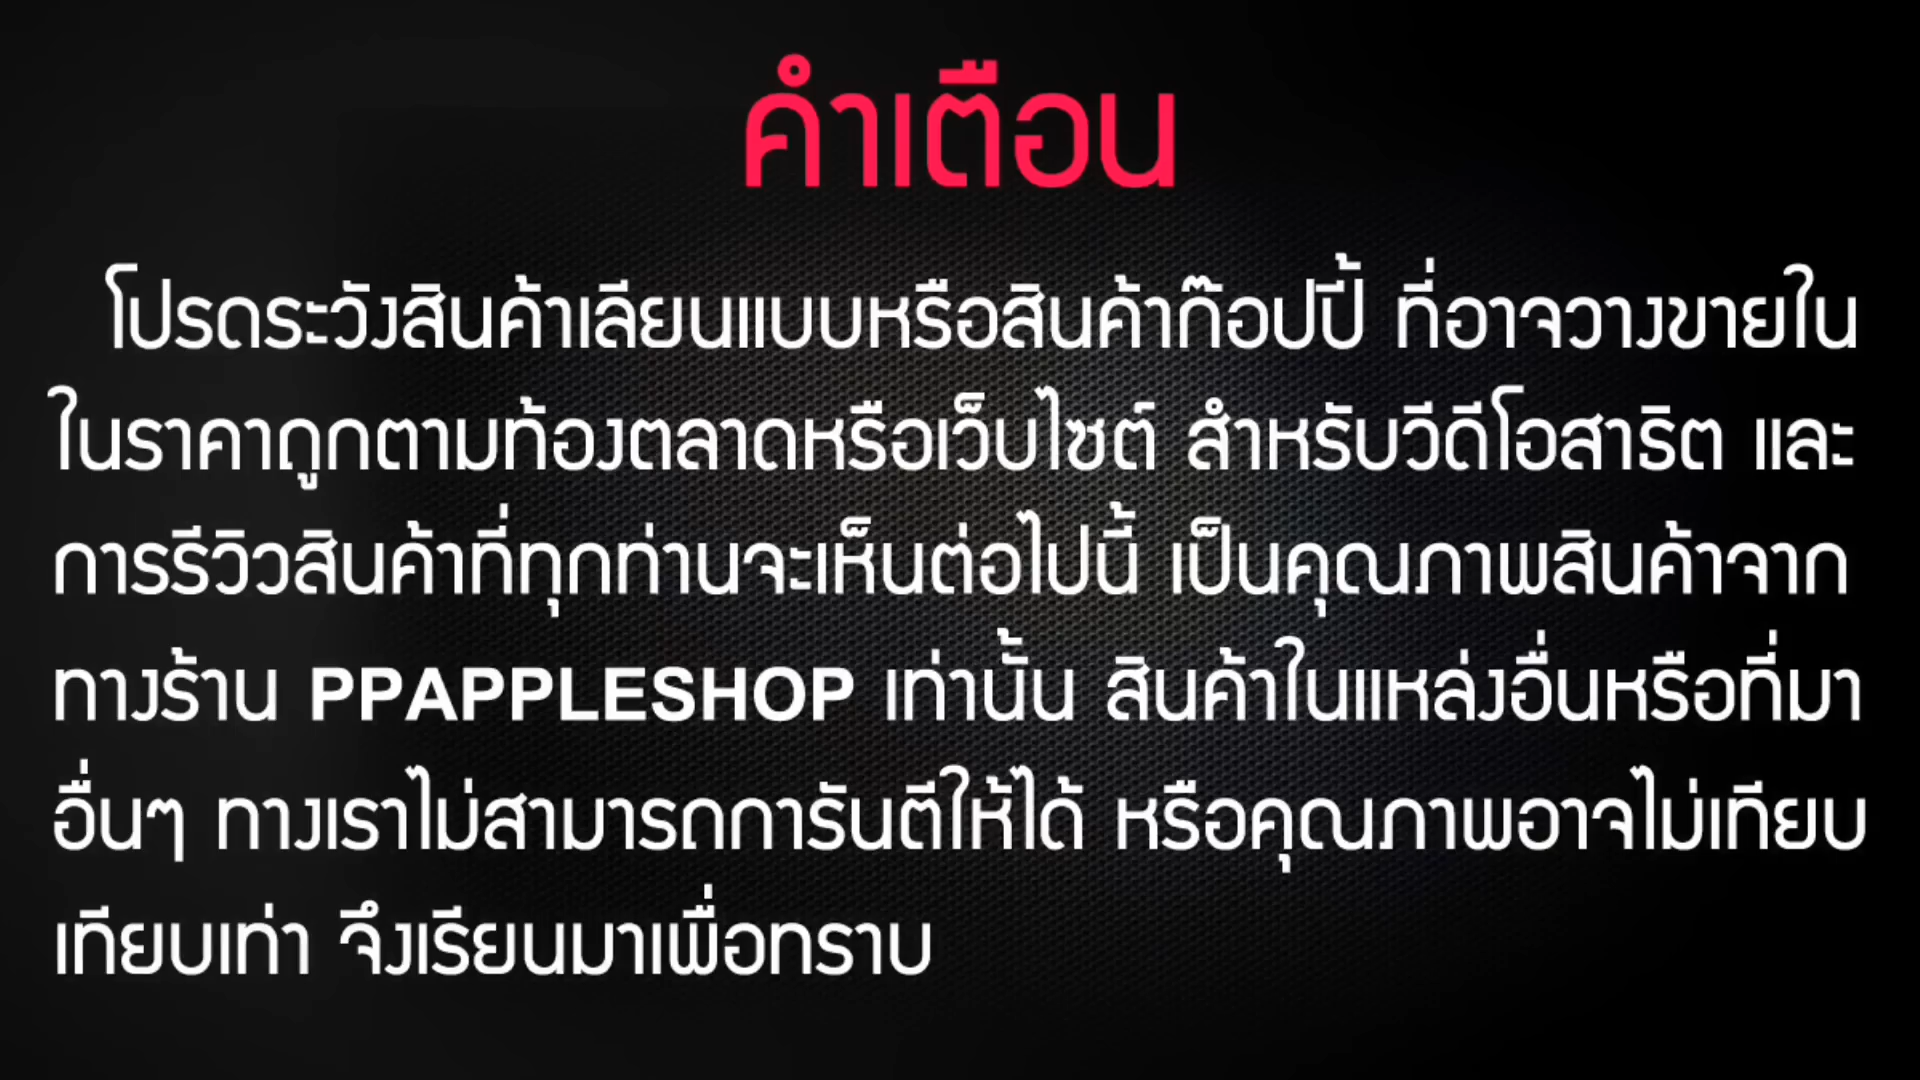 คำเตือน
โปรดระวังสินค้าเลียนแบบหรือสินค้าก๊อปปี้ ที่อาจวางขายใน
ในราคาถูกตามท้องตลาดหรือเว็บไซต์ สำหรับวีดีโอสาธิต และ
การรีวิวสินค้าที่ทุกท่านจะเห็นต่อไปนี้ เป็นคุณภาพสินค้าจาก
ทางร้าน PPAPPLESHOP เท่านั้น สินค้าในแหล่งอื่นหรือที่มา
อื่นๆ ทางเราไม่สามารถการันตีให้ได้ หรือคุณภาพอาจไม่เทียบ
เทียบเท่า จึงเรียนมาเพื่อทราบ